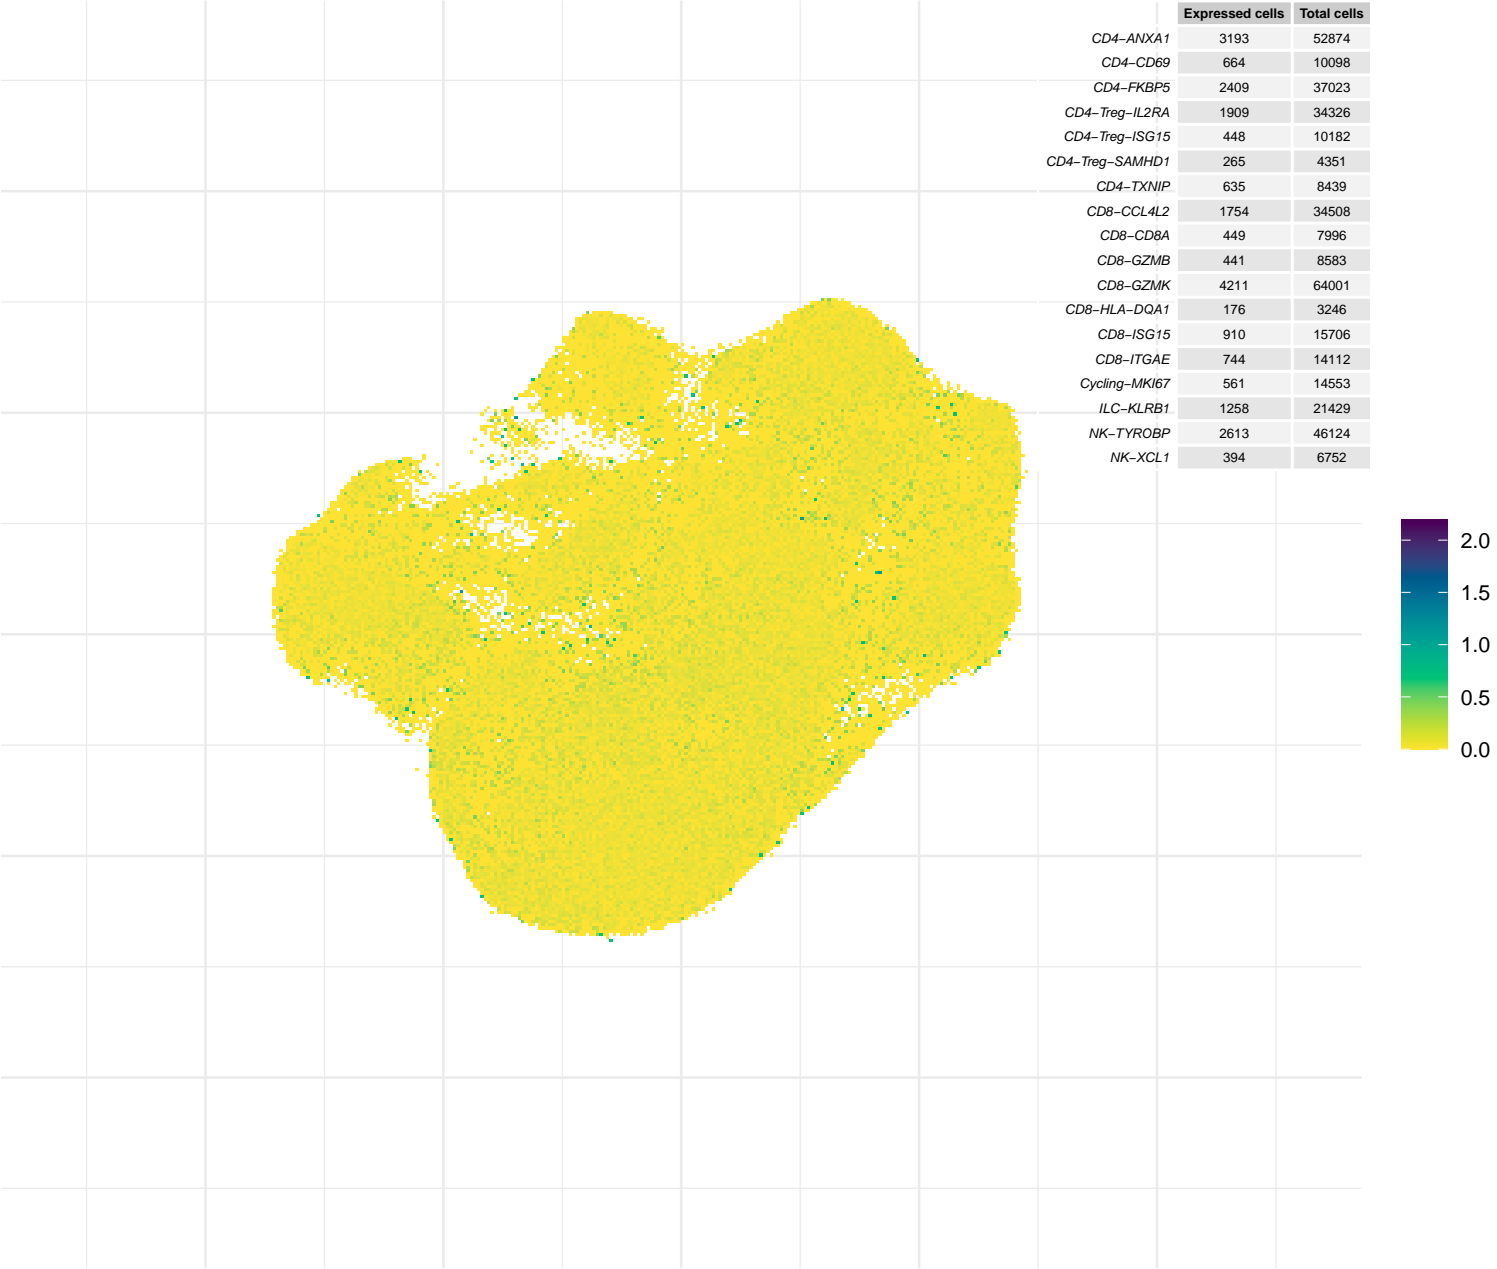 Expressed cells Total cells
CD4−ANXA1 3193 52874
CD4−CD69 664 10098
CD4−FKBP5 2409 37023
CD4−Treg−IL2RA 1909 34326
CD4−Treg−ISG15 448 10182
CD4−Treg−SAMHD1 265 4351
CD4−TXNIP 635 8439
CD8−CCL4L2 1754 34508
CD8−CD8A 449 7996
CD8−GZMB 441 8583
CD8−GZMK 4211 64001
CD8−HLA−DQA1 176 3246
CD8−ISG15 910 15706
CD8−ITGAE 744 14112
Cycling−MKI67 561 14553
ILC−KLRB1 1258 21429
NK−TYROBP 2613 46124
NK−XCL1 394 6752
2.0
1.5
1.0
0.5
0.0